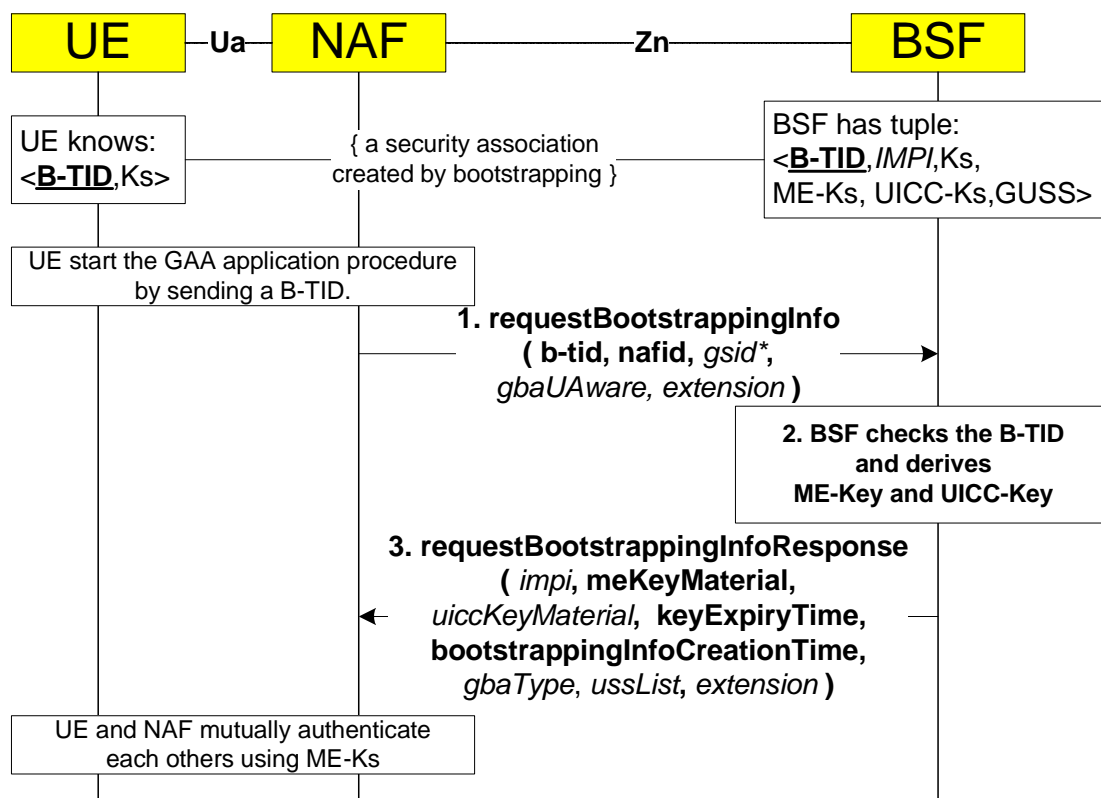 UE
Ua
NAF
Zn
BSF
UE knows:
<B-TID,Ks>
{ a security association
created by bootstrapping }
BSF has tuple:
<B-TID,IMPI,Ks,
ME-Ks, UICC-Ks,GUSS>
UE start the GAA application procedure
by sending a B-TID.
1. requestBootstrappingInfo
( b-tid, nafid, gsid*,
gbaUAware, extension )
2. BSF checks the B-TID
and derives
ME-Key and UICC-Key
3. requestBootstrappingInfoResponse
( impi, meKeyMaterial,
uiccKeyMaterial, keyExpiryTime,
bootstrappingInfoCreationTime,
gbaType, ussList, extension )
UE and NAF mutually authenticate
each others using ME-Ks